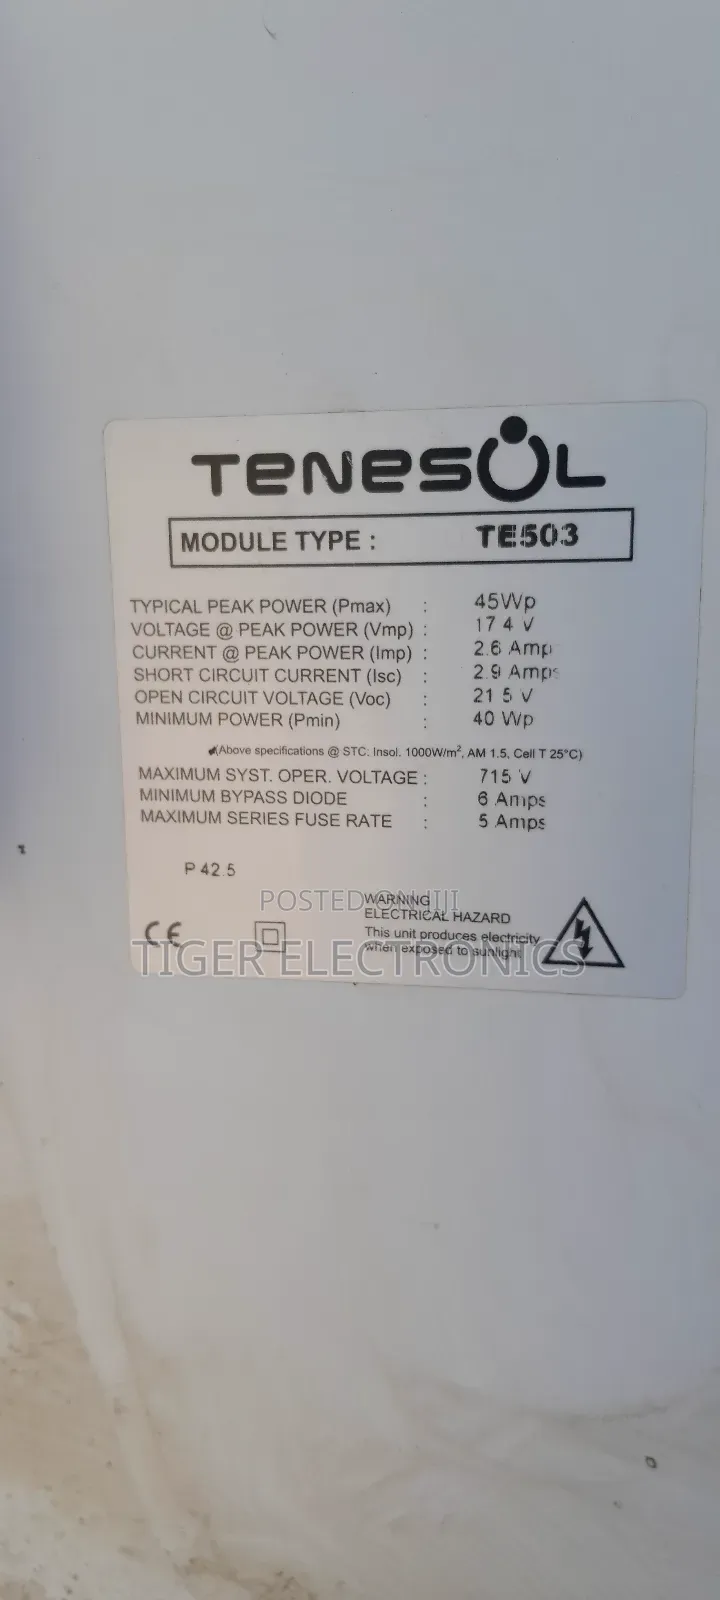 TENESOL
MODULE TYPE : TE503
TYPICAL PEAK POWER (Pmax) : 45Wp
VOLTAGE @ PEAK POWER (Vmp) : 17 4 V
CURRENT @ PEAK POWER (Imp) : 2.6 Amp
SHORT CIRCUIT CURRENT (Isc) : 2.9 Amps
OPEN CIRCUIT VOLTAGE (Voc) : 21 5 V
MINIMUM POWER (Pmin) : 40 Wp
(Above specifications @ STC: Insol. 1000W/m², AM 1.5, Cell T 25°C)
MAXIMUM SYST. OPER. VOLTAGE : 715 V
MINIMUM BYPASS DIODE : 6 Amps
MAXIMUM SERIES FUSE RATE : 5 Amps
P 42.5
WARNING
ELECTRICAL HAZARD
This unit produces electricity
when exposed to sunlight
CE
POSTED ON JIJI
TIGER ELECTRONICS